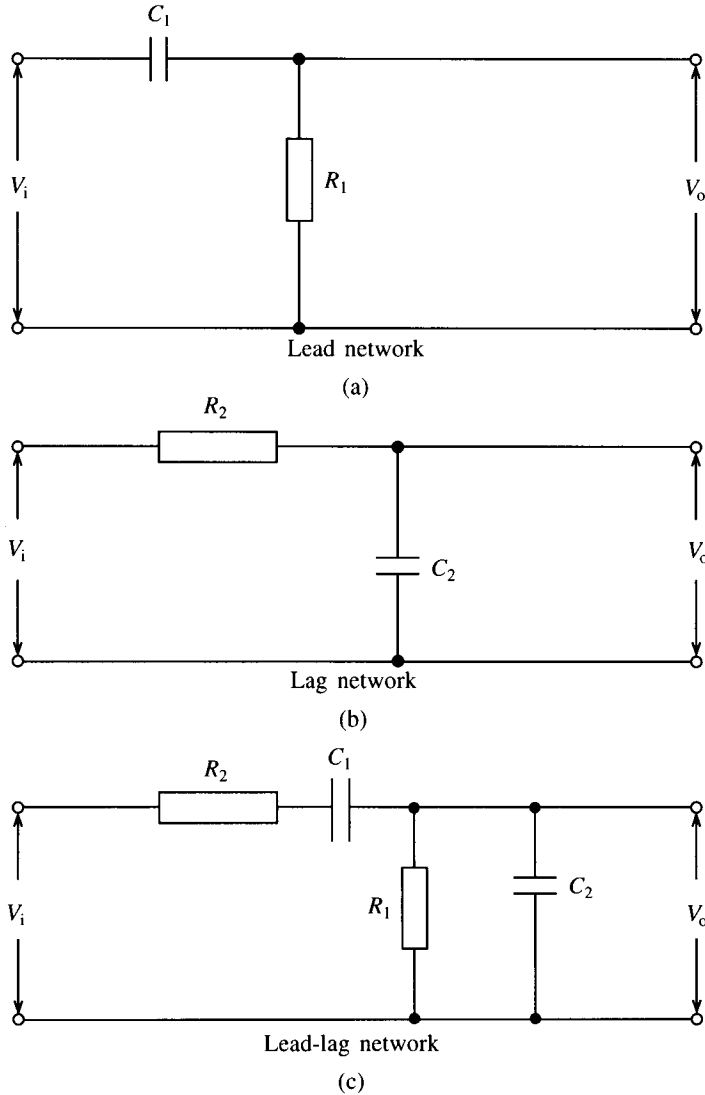 C₁
Vᵢ
R₁
Vₒ
Lead network
(a)
R₂
Vᵢ
C₂
Vₒ
Lag network
(b)
R₂
C₁
Vᵢ
R₁
C₂
Vₒ
Lead-lag network
(c)